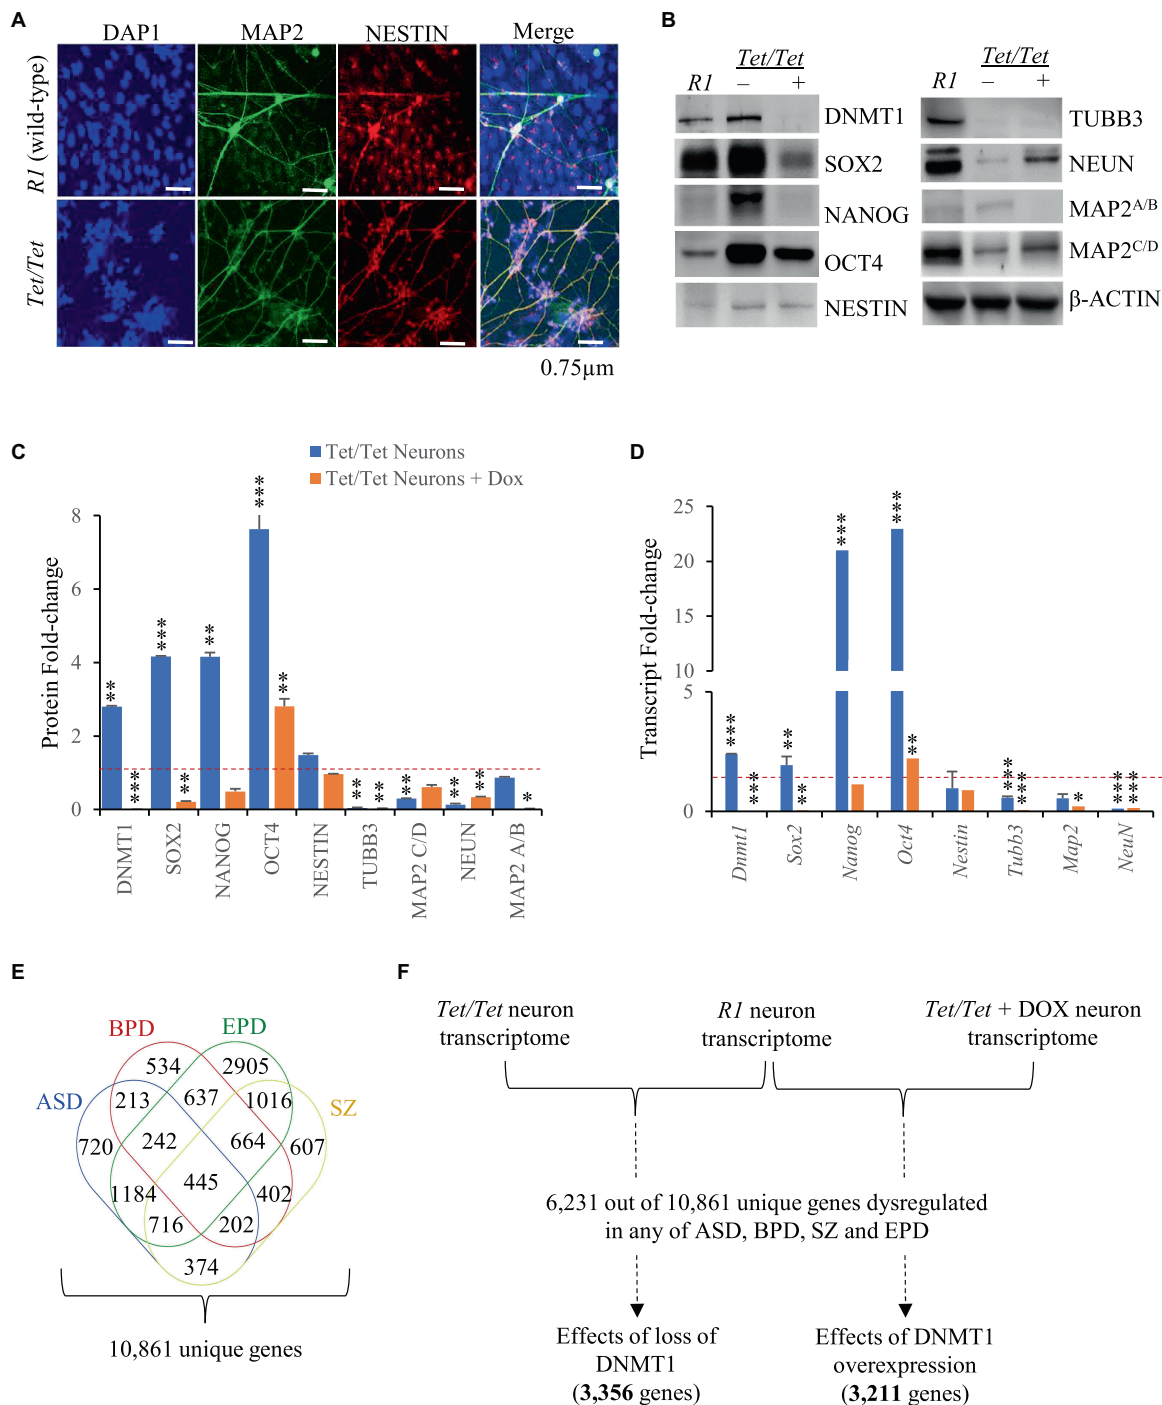 A
DAP1 MAP2 NESTIN Merge
R1 (wild-type)
Tet/Tet
0.75µm
B
Tet/Tet
R1 – +
DNMT1
SOX2
NANOG
OCT4
NESTIN
Tet/Tet
R1 – +
TUBB3
NEUN
MAP2A/B
MAP2C/D
β-ACTIN
C
Tet/Tet Neurons
Tet/Tet Neurons + Dox
Protein Fold-change
8
6
4
2
0
** *** *** ** ** *** ** ** ** ** ** ** *
DNMT1 SOX2 NANOG OCT4 NESTIN TUBB3 MAP2 C/D NEUN MAP2 A/B
D
Transcript Fold-change
25
20
15
10
5
0
*** *** ** ** *** *** ** *** *** * *** ***
Dnmt1 Sox2 Nanog Oct4 Nestin Tubb3 Map2 NeuN
E
BPD EPD
ASD SZ
534 2905
213 637 1016
720 242 664 607
1184 445 402
716 202
374
10,861 unique genes
F
Tet/Tet neuron
transcriptome
R1 neuron
transcriptome
Tet/Tet + DOX neuron
transcriptome
6,231 out of 10,861 unique genes dysregulated
in any of ASD, BPD, SZ and EPD
Effects of loss of
DNMT1
(3,356 genes)
Effects of DNMT1
overexpression
(3,211 genes)